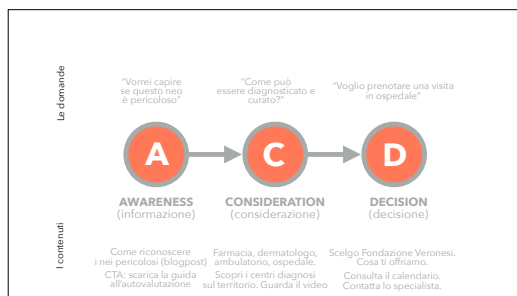 Le domande
"Vorrei capire
se questo neo
è pericoloso"
"Come può
essere diagnosticato e
curato?"
"Voglio prenotare una visita
in ospedale"
A
C
D
AWARENESS
(informazione)
CONSIDERATION
(considerazione)
DECISION
(decisione)
I contenuti
Come riconoscere
i nei pericolosi (blogpost)
CTA: scarica la guida
all'autovalutazione
Farmacia, dermatologo,
ambulatorio, ospedale.
Scopri i centri diagnosi
sul territorio. Guarda il video
Scelgo Fondazione Veronesi.
Cosa ti offriamo.
Consulta il calendario.
Contatta lo specialista.